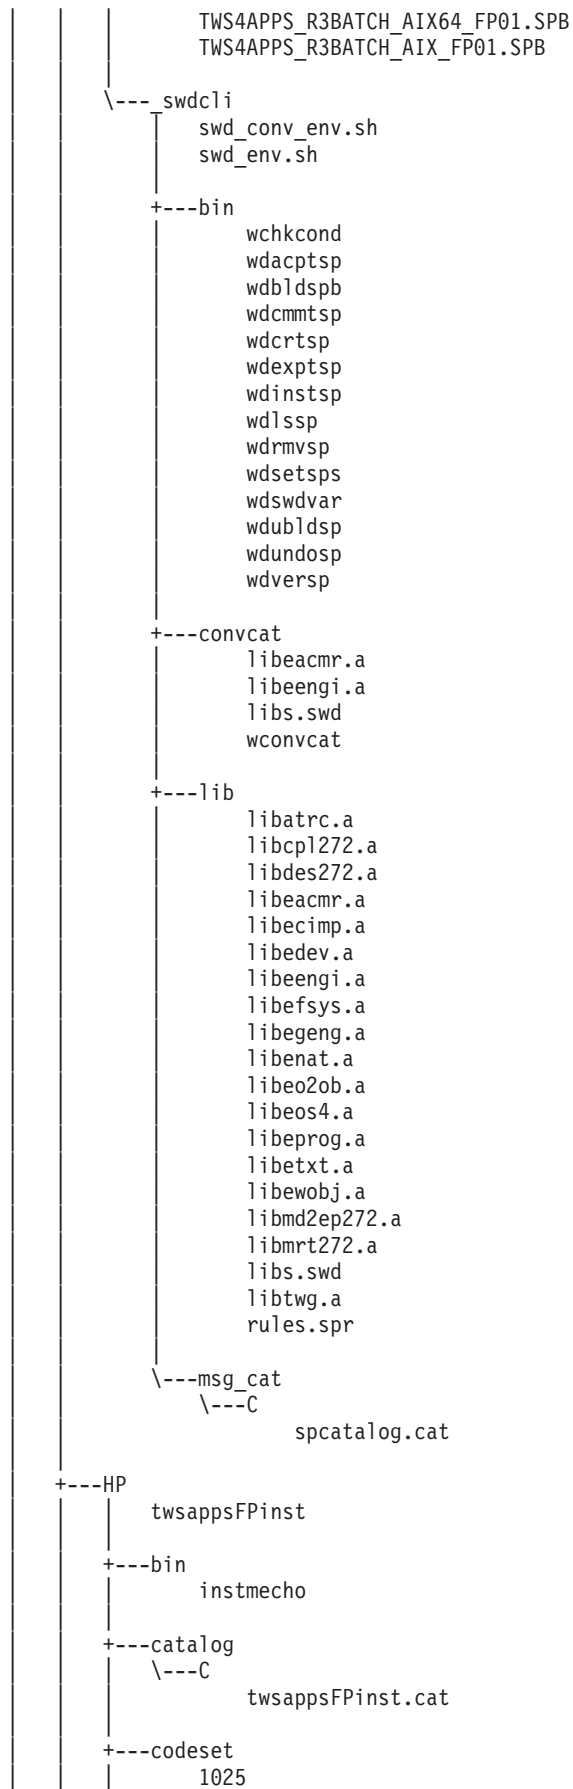 |   |   |       TWS4APPS_R3BATCH_AIX64_FP01.SPB
|   |   |       TWS4APPS_R3BATCH_AIX_FP01.SPB
|   |   |
|   |   \---_swdcli
|   |       |   swd_conv_env.sh
|   |       |   swd_env.sh
|   |       |
|   |       +---bin
|   |       |       wchkcond
|   |       |       wdacptsp
|   |       |       wdbldspb
|   |       |       wdcmmtsp
|   |       |       wdcrtsp
|   |       |       wdexptsp
|   |       |       wdinstsp
|   |       |       wdlssp
|   |       |       wdrmvsp
|   |       |       wdsetsps
|   |       |       wdswdvar
|   |       |       wdubldsp
|   |       |       wdundosp
|   |       |       wdversp
|   |       |
|   |       +---convcat
|   |       |       libeacmr.a
|   |       |       libeengi.a
|   |       |       libs.swd
|   |       |       wconvcat
|   |       |
|   |       +---lib
|   |       |       libatrc.a
|   |       |       libcpl272.a
|   |       |       libdes272.a
|   |       |       libeacmr.a
|   |       |       libecimp.a
|   |       |       libedev.a
|   |       |       libeengi.a
|   |       |       libefsys.a
|   |       |       libegeng.a
|   |       |       libenat.a
|   |       |       libeo2ob.a
|   |       |       libeos4.a
|   |       |       libeprog.a
|   |       |       libetxt.a
|   |       |       libewobj.a
|   |       |       libmd2ep272.a
|   |       |       libmrt272.a
|   |       |       libs.swd
|   |       |       libtwg.a
|   |       |       rules.spr
|   |       |
|   |       \---msg_cat
|   |           \---C
|   |                   spcatalog.cat
|   |
|   +---HP
|   |   |   twsappsFPinst
|   |   |
|   |   +---bin
|   |   |       instmecho
|   |   |
|   |   +---catalog
|   |   |   \---C
|   |   |           twsappsFPinst.cat
|   |   |
|   |   +---codeset
|   |   |       1025